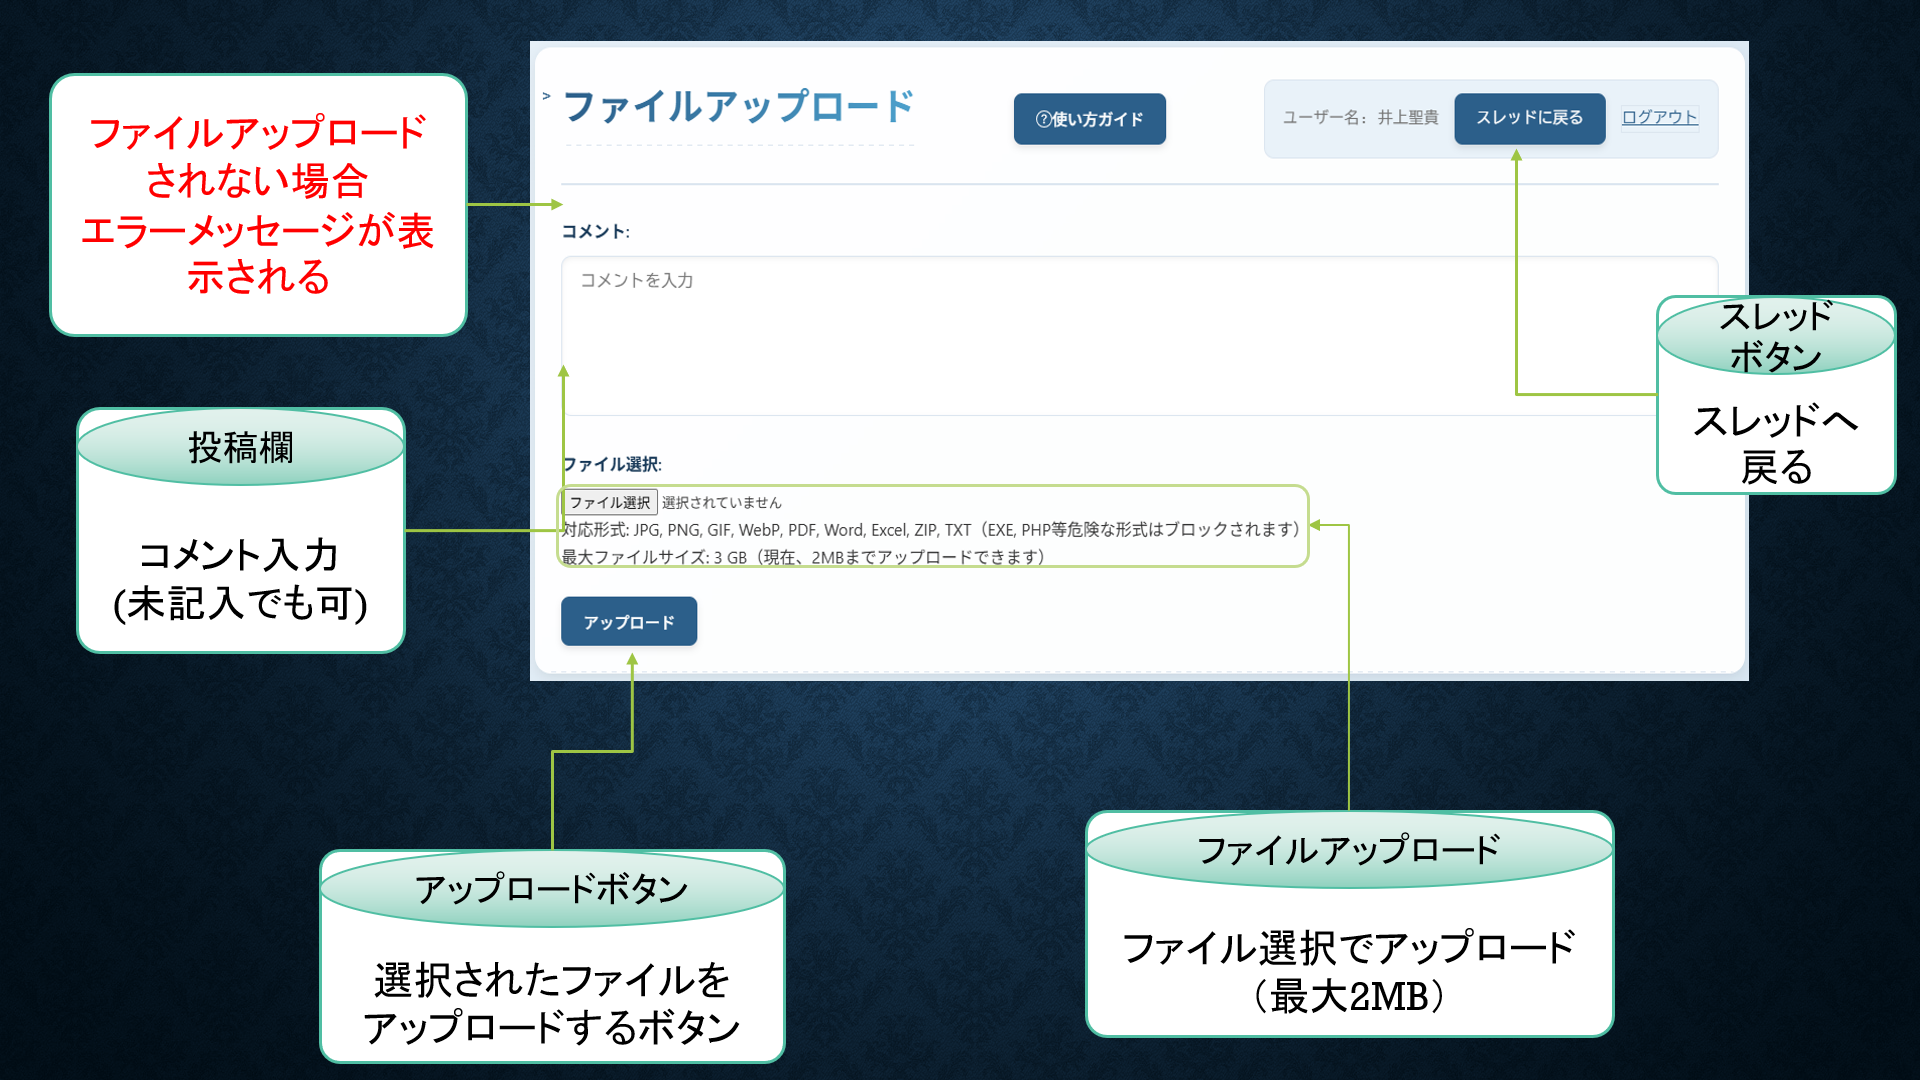 ファイルアップロード
されない場合
エラーメッセージが表
示される
> ファイルアップロード
?使い方ガイド
ユーザー名: 井上聖貴
スレッドに戻る
ログアウト
コメント:
コメントを入力
スレッド
ボタン
スレッドへ
戻る
投稿欄
コメント入力
(未記入でも可)
ファイル選択:
ファイル選択 選択されていません
対応形式: JPG, PNG, GIF, WebP, PDF, Word, Excel, ZIP, TXT（EXE, PHP等危険な形式はブロックされます）
最大ファイルサイズ: 3 GB（現在、2MBまでアップロードできます）
アップロード
アップロードボタン
選択されたファイルを
アップロードするボタン
ファイルアップロード
ファイル選択でアップロード
（最大2MB）